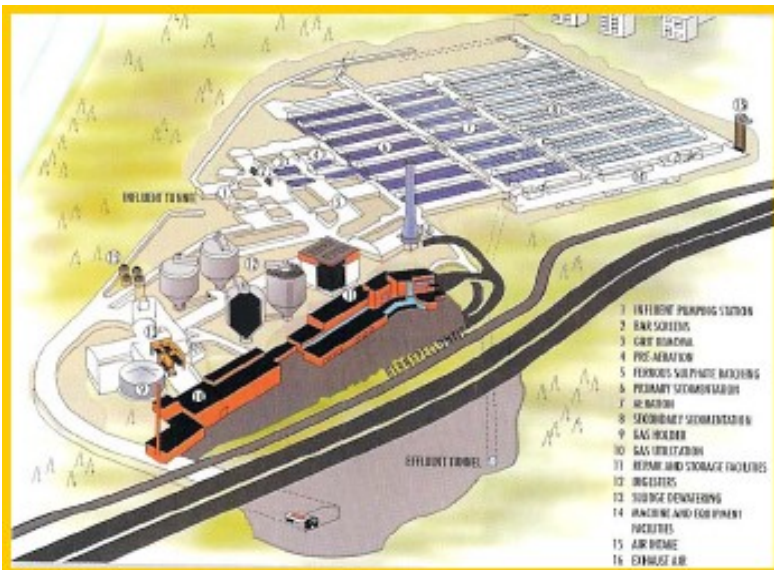 INFLUENT TUNNEL
EFFLUENT TUNNEL
1 INFLUENT PUMPING STATION
2 BAR SCREENS
3 GRIT REMOVAL
4 PRE-AERATION
5 FERROUS SULPHATE BATCHING
6 PRIMARY SEDIMENTATION
7 AERATION
8 SECONDARY SEDIMENTATION
9 GAS HOLDER
10 GAS UTILIZATION
11 REPAIR AND STORAGE FACILITIES
12 DIGESTERS
13 SLUDGE DEWATERING
14 MACHINE AND EQUIPMENT
FACILITIES
15 AIR INTAKE
16 EXHAUST AIR